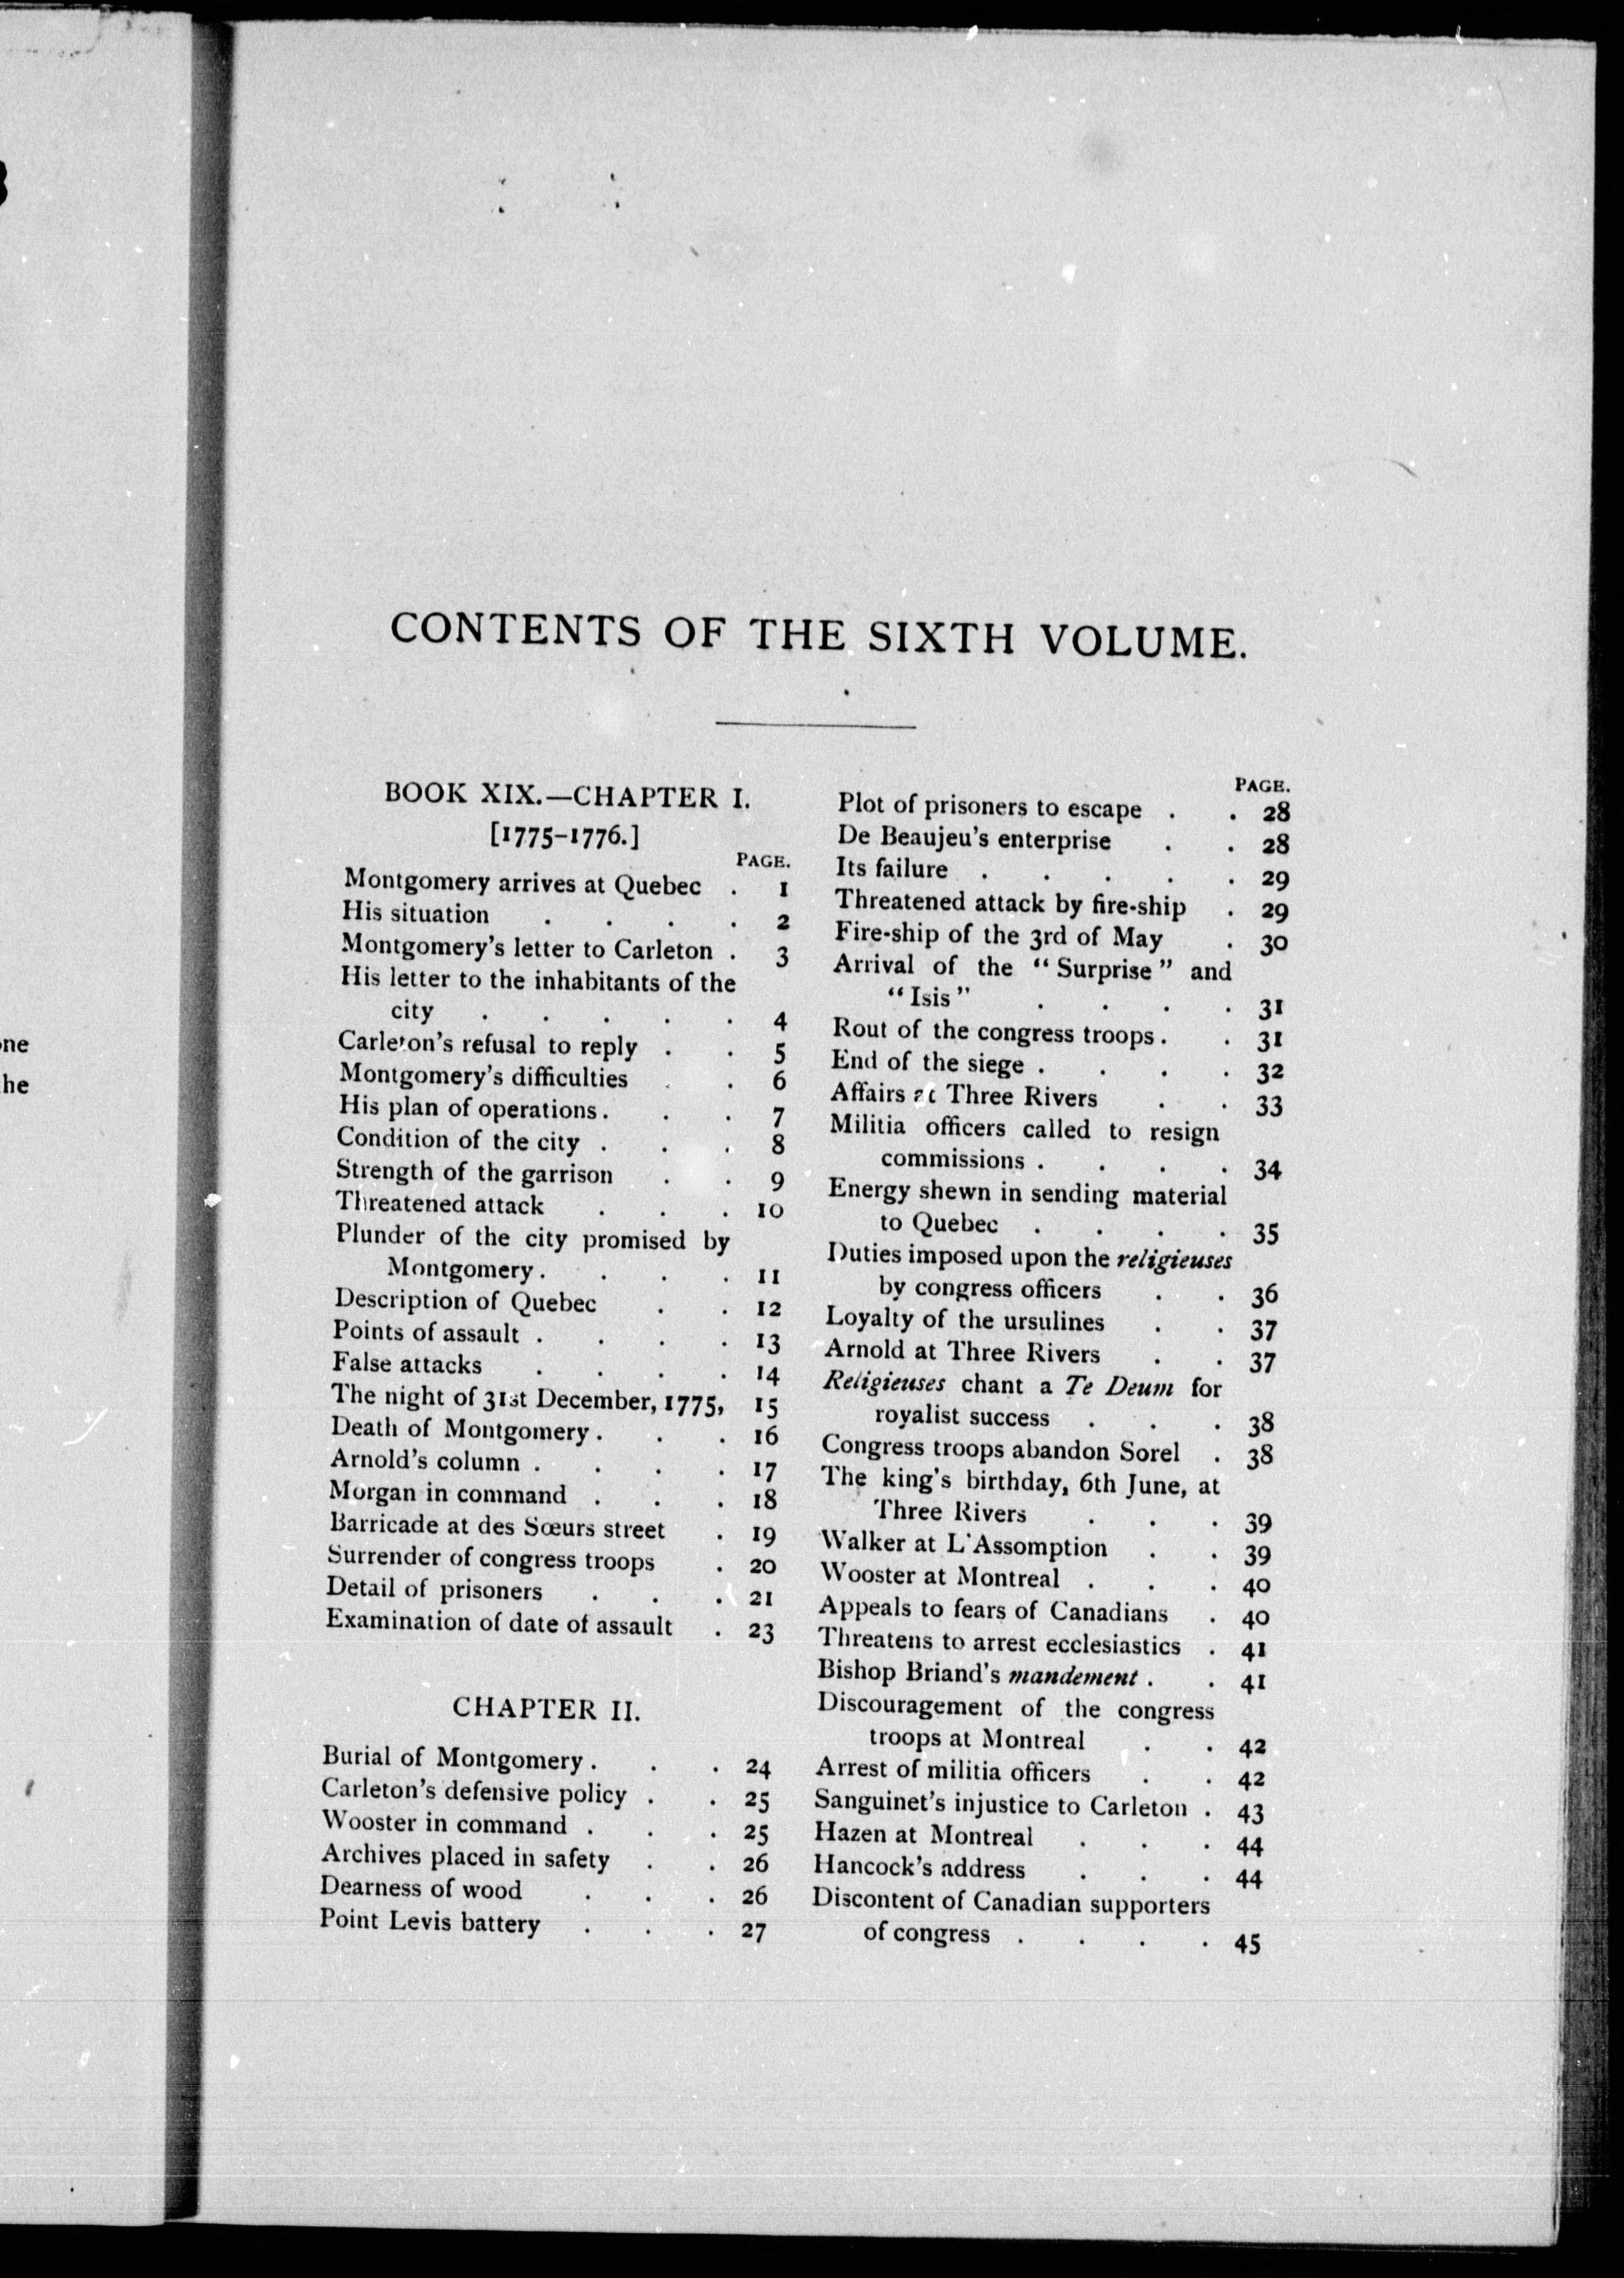 one
he
CONTENTS OF THE SIXTH VOLUME.
BOOK XIX.—CHAPTER I.
[1775-1776.]
PAGE.
Montgomery arrives at Quebec . 1
His situation . . . . 2
Montgomery's letter to Carleton . 3
His letter to the inhabitants of the
city . . . . . 4
Carleton's refusal to reply . . 5
Montgomery's difficulties . . 6
His plan of operations . . . 7
Condition of the city . . . 8
Strength of the garrison . . 9
Threatened attack . . . 10
Plunder of the city promised by
Montgomery . . . . 11
Description of Quebec . . 12
Points of assault . . . . 13
False attacks . . . . 14
The night of 31st December, 1775, 15
Death of Montgomery . . . 16
Arnold's column . . . . 17
Morgan in command . . . 18
Barricade at des Sœurs street . 19
Surrender of congress troops . 20
Detail of prisoners . . . 21
Examination of date of assault . 23
CHAPTER II.
Burial of Montgomery . . . 24
Carleton's defensive policy . . 25
Wooster in command . . . 25
Archives placed in safety . . 26
Dearness of wood . . . 26
Point Levis battery . . . 27
PAGE.
Plot of prisoners to escape . . 28
De Beaujeu's enterprise . . 28
Its failure . . . . . 29
Threatened attack by fire-ship . 29
Fire-ship of the 3rd of May . 30
Arrival of the “Surprise” and
“Isis” . . . . 31
Rout of the congress troops . . 31
End of the siege . . . . 32
Affairs at Three Rivers . . 33
Militia officers called to resign
commissions . . . . 34
Energy shewn in sending material
to Quebec . . . . 35
Duties imposed upon the religieuses
by congress officers . . 36
Loyalty of the ursulines . . 37
Arnold at Three Rivers . . 37
Religieuses chant a Te Deum for
royalist success . . . 38
Congress troops abandon Sorel . 38
The king's birthday, 6th June, at
Three Rivers . . . 39
Walker at L'Assomption . . 39
Wooster at Montreal . . . 40
Appeals to fears of Canadians . 40
Threatens to arrest ecclesiastics . 41
Bishop Briand's mandement . . 41
Discouragement of the congress
troops at Montreal . . 42
Arrest of militia officers . . 42
Sanguinet's injustice to Carleton . 43
Hazen at Montreal . . . 44
Hancock's address . . . 44
Discontent of Canadian supporters
of congress . . . . 45